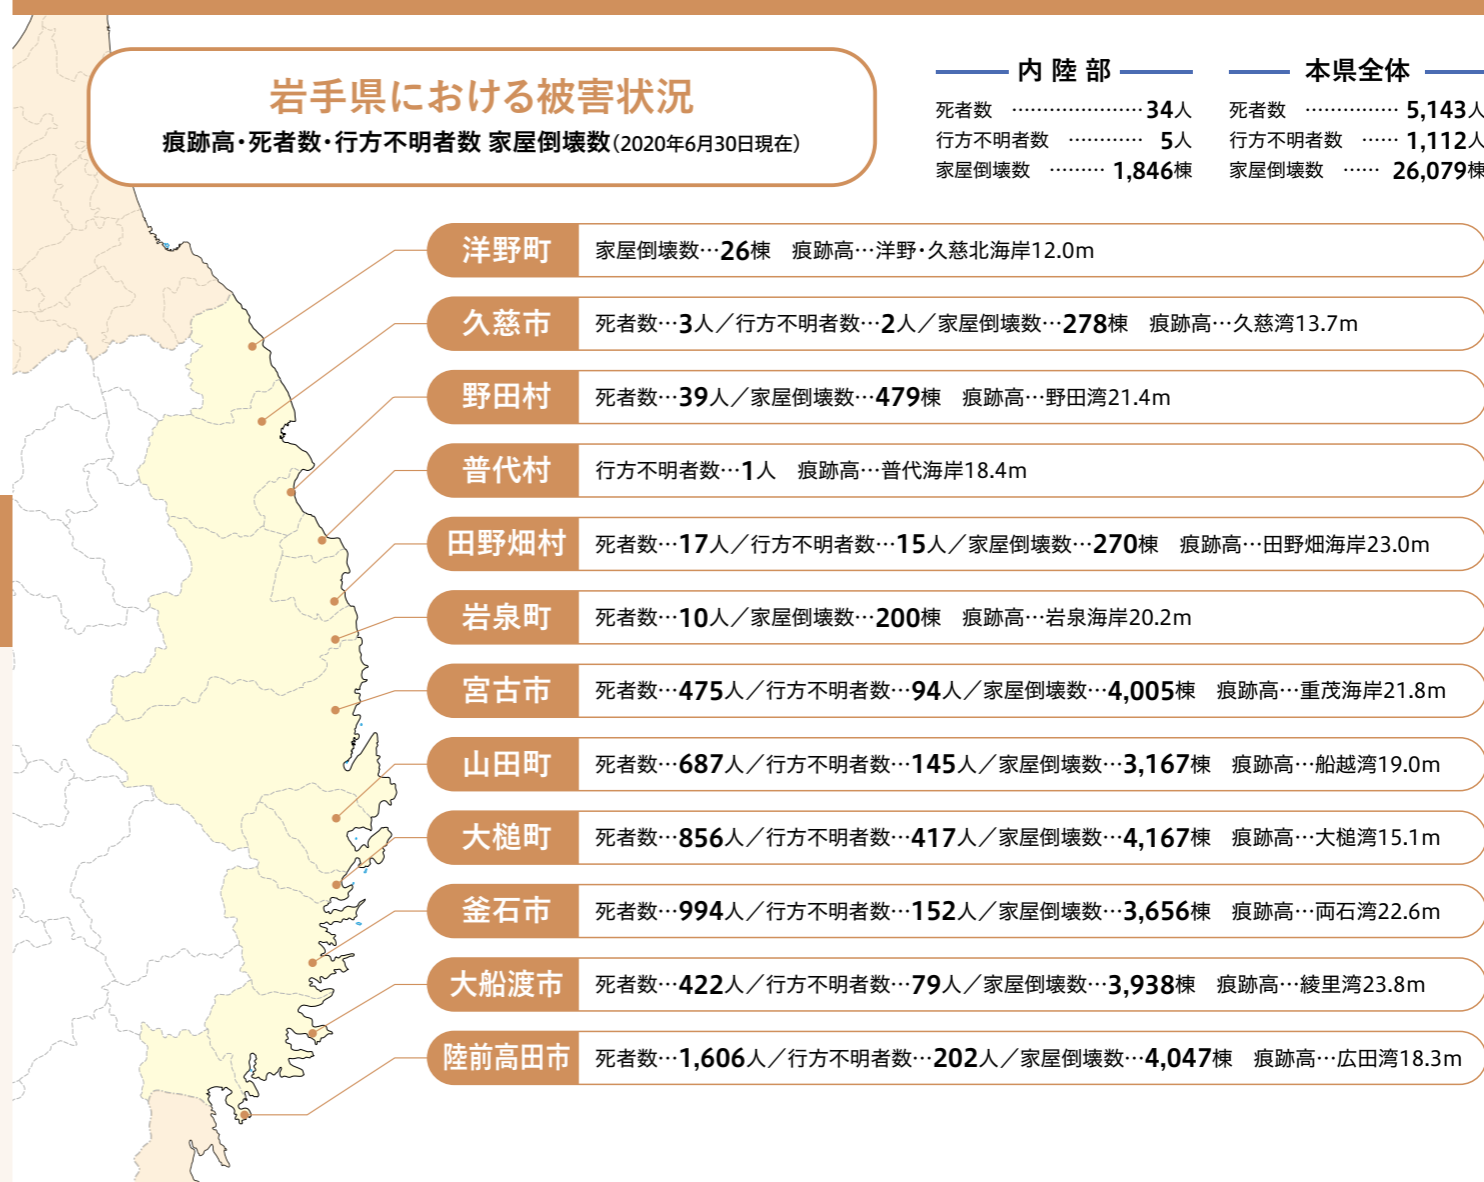 岩手県における被害状況
痕跡高・死者数・行方不明者数 家屋倒壊数(2020年6月30日現在)
内陸部
死者数 …………………34人
行方不明者数 …………5人
家屋倒壊数 ………1,846棟
本県全体
死者数 ……………5,143人
行方不明者数 ……1,112人
家屋倒壊数 ……26,079棟
洋野町 家屋倒壊数…26棟 痕跡高…洋野・久慈北海岸12.0m
久慈市 死者数…3人／行方不明者数…2人／家屋倒壊数…278棟 痕跡高…久慈湾13.7m
野田村 死者数…39人／家屋倒壊数…479棟 痕跡高…野田湾21.4m
普代村 行方不明者数…1人 痕跡高…普代海岸18.4m
田野畑村 死者数…17人／行方不明者数…15人／家屋倒壊数…270棟 痕跡高…田野畑海岸23.0m
岩泉町 死者数…10人／家屋倒壊数…200棟 痕跡高…岩泉海岸20.2m
宮古市 死者数…475人／行方不明者数…94人／家屋倒壊数…4,005棟 痕跡高…重茂海岸21.8m
山田町 死者数…687人／行方不明者数…145人／家屋倒壊数…3,167棟 痕跡高…船越湾19.0m
大槌町 死者数…856人／行方不明者数…417人／家屋倒壊数…4,167棟 痕跡高…大槌湾15.1m
釜石市 死者数…994人／行方不明者数…152人／家屋倒壊数…3,656棟 痕跡高…両石湾22.6m
大船渡市 死者数…422人／行方不明者数…79人／家屋倒壊数…3,938棟 痕跡高…綾里湾23.8m
陸前高田市 死者数…1,606人／行方不明者数…202人／家屋倒壊数…4,047棟 痕跡高…広田湾18.3m